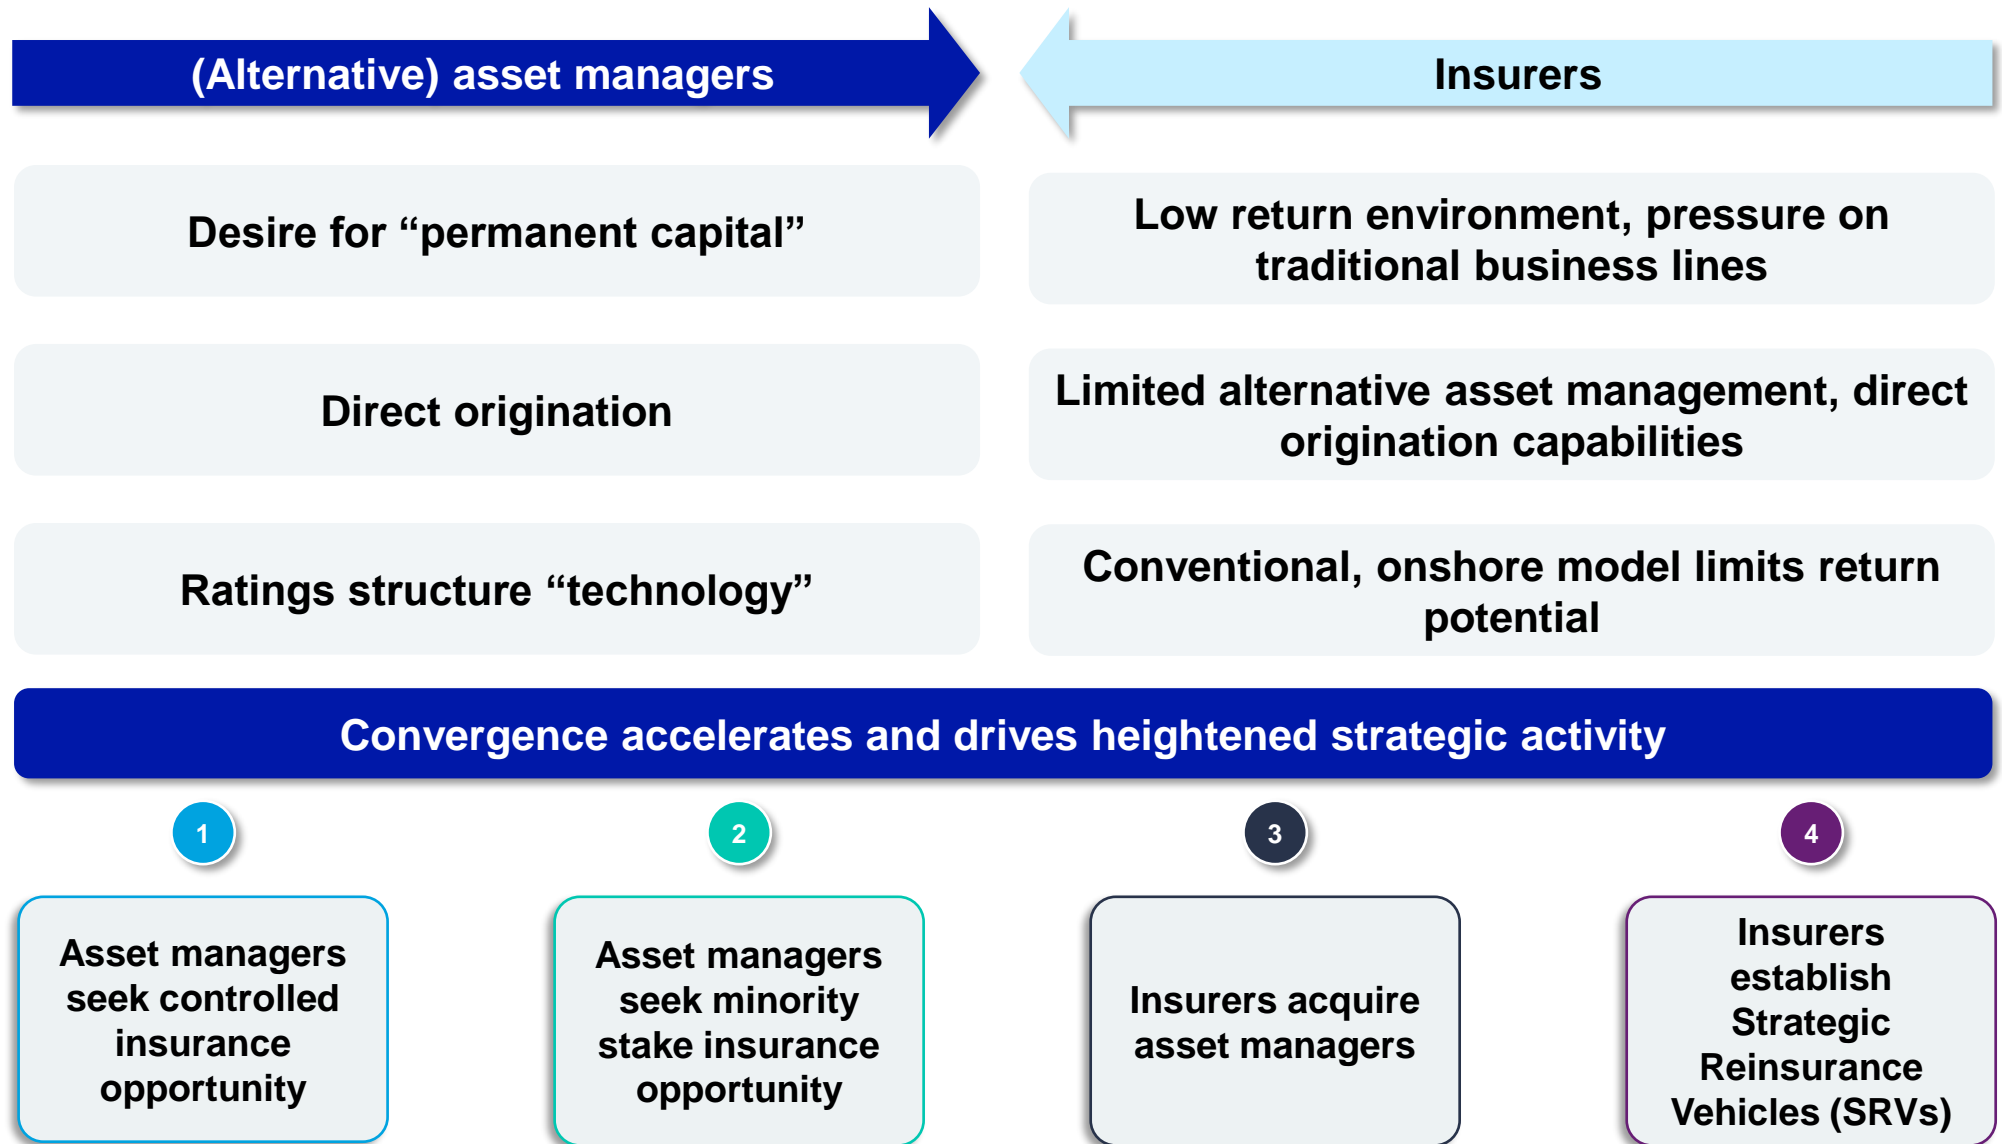 (Alternative) asset managers
Insurers
Desire for “permanent capital”
Low return environment, pressure on
traditional business lines
Direct origination
Limited alternative asset management, direct
origination capabilities
Ratings structure “technology”
Conventional, onshore model limits return
potential
Convergence accelerates and drives heightened strategic activity
1
Asset managers
seek controlled
insurance
opportunity
2
Asset managers
seek minority
stake insurance
opportunity
3
Insurers acquire
asset managers
4
Insurers
establish
Strategic
Reinsurance
Vehicles (SRVs)